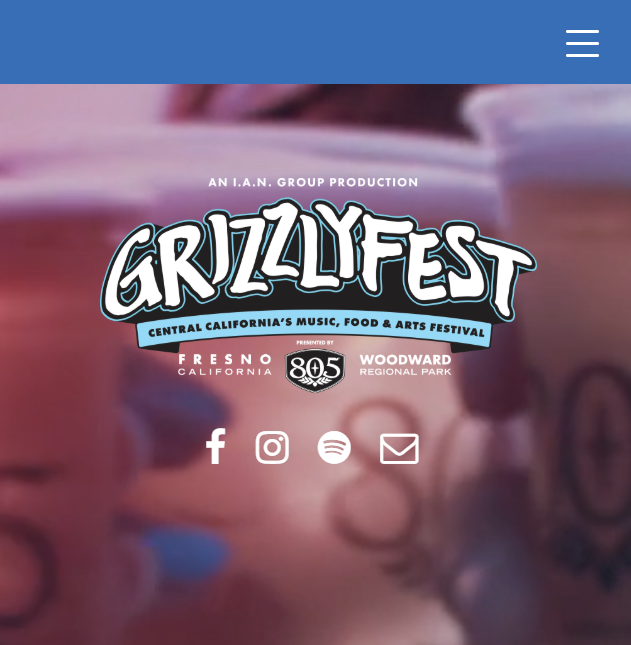 AN I.A.N. GROUP PRODUCTION
GRIZZLYFEST
CENTRAL CALIFORNIA'S MUSIC, FOOD & ARTS FESTIVAL
PRESENTED BY
FRESNO
CALIFORNIA
805
WOODWARD
REGIONAL PARK